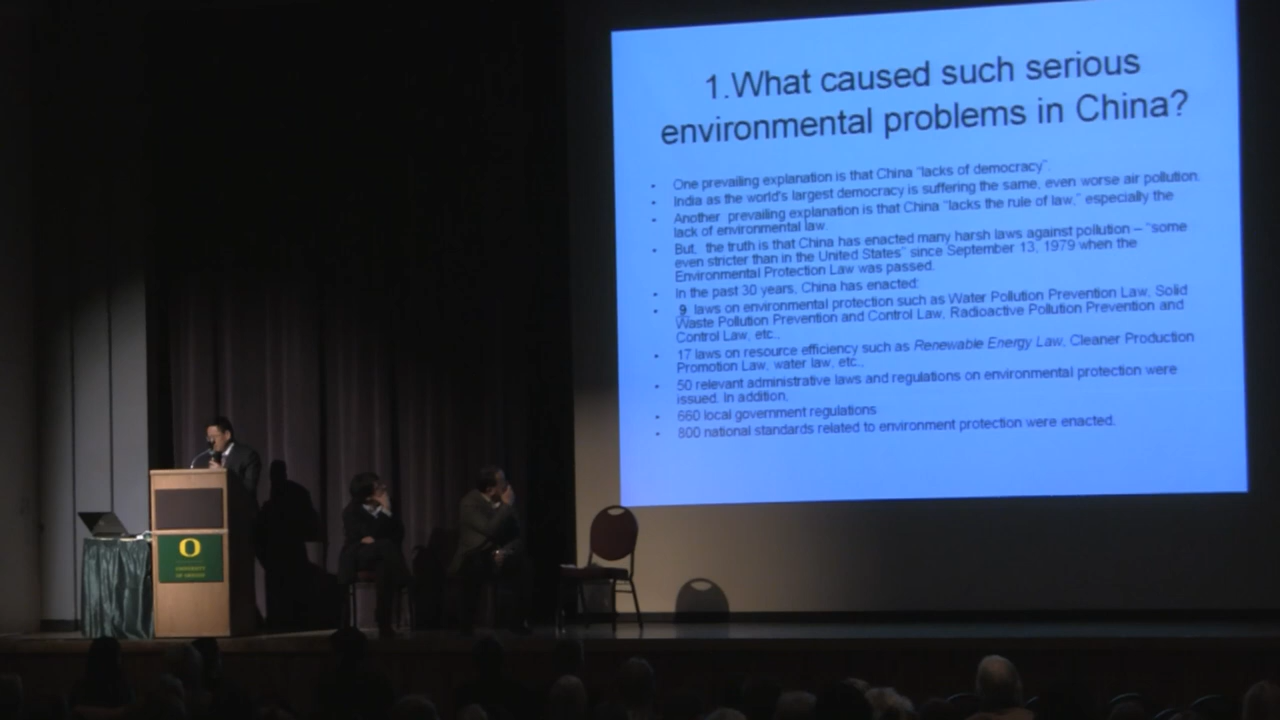 1.What caused such serious
environmental problems in China?
• One prevailing explanation is that China "lacks of democracy".
• India as the world's largest democracy is suffering the same, even worse air pollution.
• Another prevailing explanation is that China "lacks the rule of law," especially the
lack of environmental law.
• But, the truth is that China has enacted many harsh laws against pollution – "some
even stricter than in the United States" since September 13, 1979 when the
Environmental Protection Law was passed.
• In the past 30 years, China has enacted:
• 9 laws on environmental protection such as Water Pollution Prevention Law, Solid
Waste Pollution Prevention and Control Law, Radioactive Pollution Prevention and
Control Law, etc.,
• 17 laws on resource efficiency such as Renewable Energy Law, Cleaner Production
Promotion Law, water law, etc.,
• 50 relevant administrative laws and regulations on environmental protection were
issued. In addition,
• 660 local government regulations
• 800 national standards related to environment protection were enacted.
O
UNIVERSITY
OF OREGON